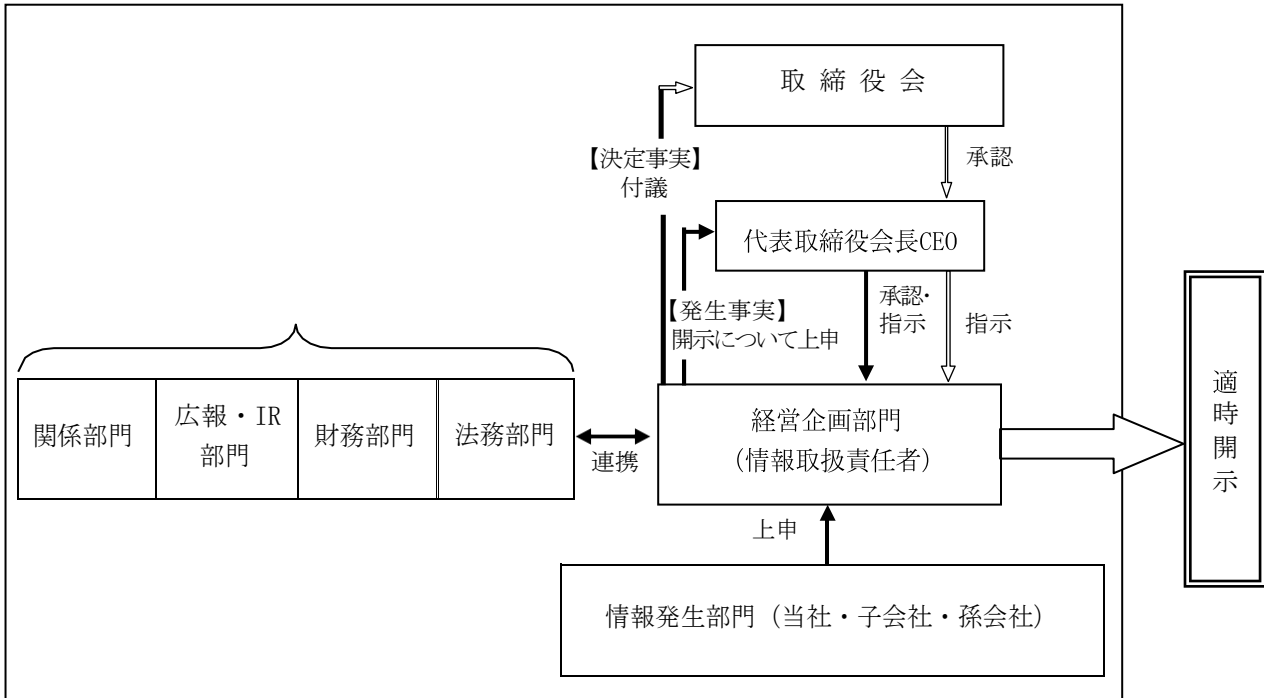 取 締 役 会
【決定事実】
付議
承認
代表取締役会長CEO
【発生事実】
開示について上申
承認・
指示
指示
関係部門
広報・IR
部門
財務部門
法務部門
連携
経営企画部門
(情報取扱責任者)
適
時
開
示
上申
情報発生部門（当社・子会社・孫会社）